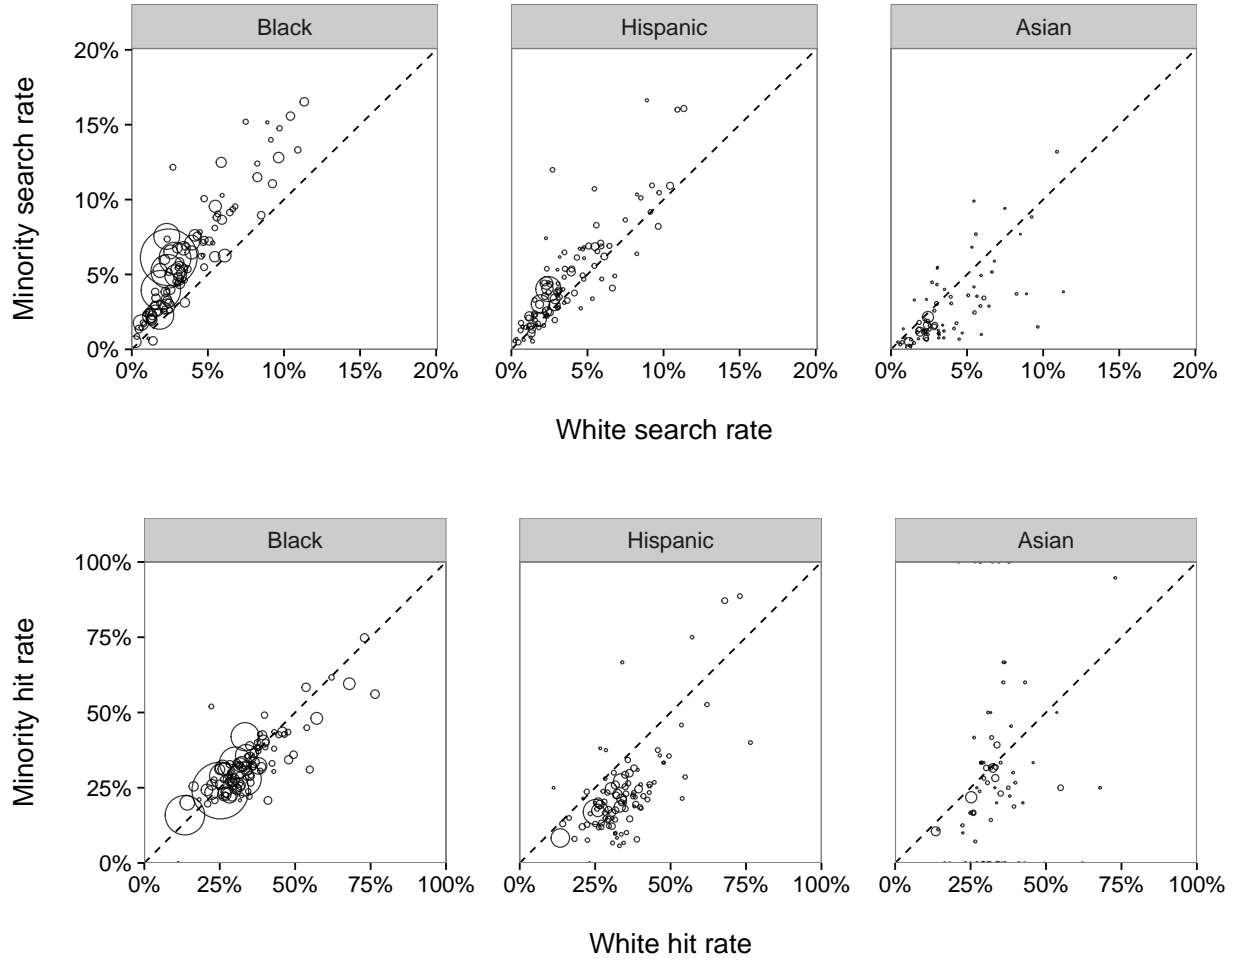 Black Hispanic Asian
20%
15%
10%
5%
0%
Minority search rate
0% 5% 10% 15% 20% 0% 5% 10% 15% 20% 0% 5% 10% 15% 20%
White search rate
Black Hispanic Asian
100%
75%
50%
25%
0%
Minority hit rate
0% 25% 50% 75% 100% 0% 25% 50% 75% 100% 0% 25% 50% 75% 100%
White hit rate